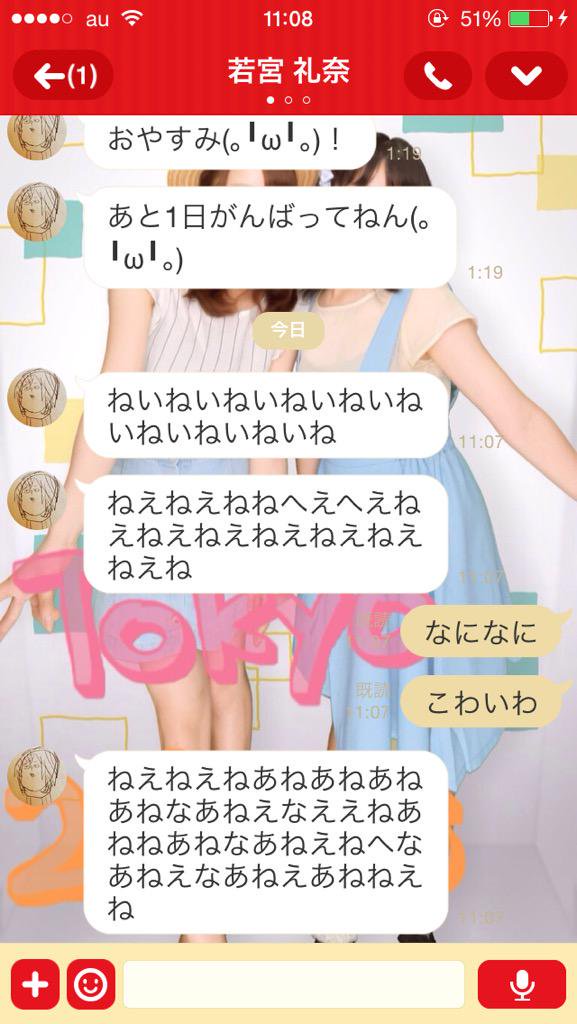 au
11:08
51%
(1)
若宮 礼奈
おやすみ(｡╹ω╹｡)！
1:19
あと1日がんばってねん(｡
╹ω╹｡)
1:19
今日
ねいねいねいねいねいね
いねいねいねいね
11:07
ねえねえねねへえへえね
えねえねえねえねえねえ
ねえね
11:07
なになに
既読
こわいわ
既読
11:07
ねえねえねあねあねあね
あねなあねえなええねあ
ねねあねなあねえねへな
あねえなあねえあねねえ
ね
11:07
TOKYO